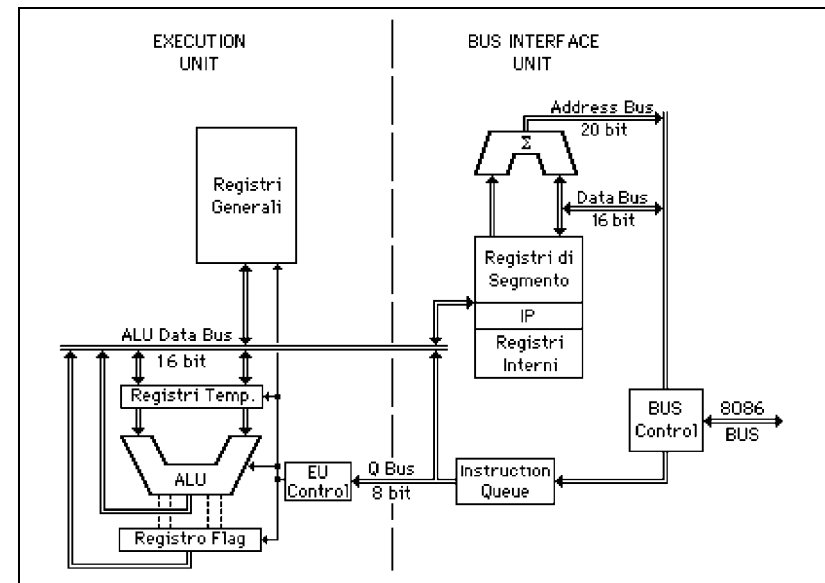 EXECUTION
UNIT
BUS INTERFACE
UNIT
Address Bus
20 bit
Σ
Registri
Generali
Data Bus
16 bit
Registri di
Segmento
IP
Registri
Interni
ALU Data Bus
16 bit
Registri Temp.
ALU
Registro Flag
EU
Control
Q Bus
8 bit
Instruction
Queue
BUS
Control
8086
BUS